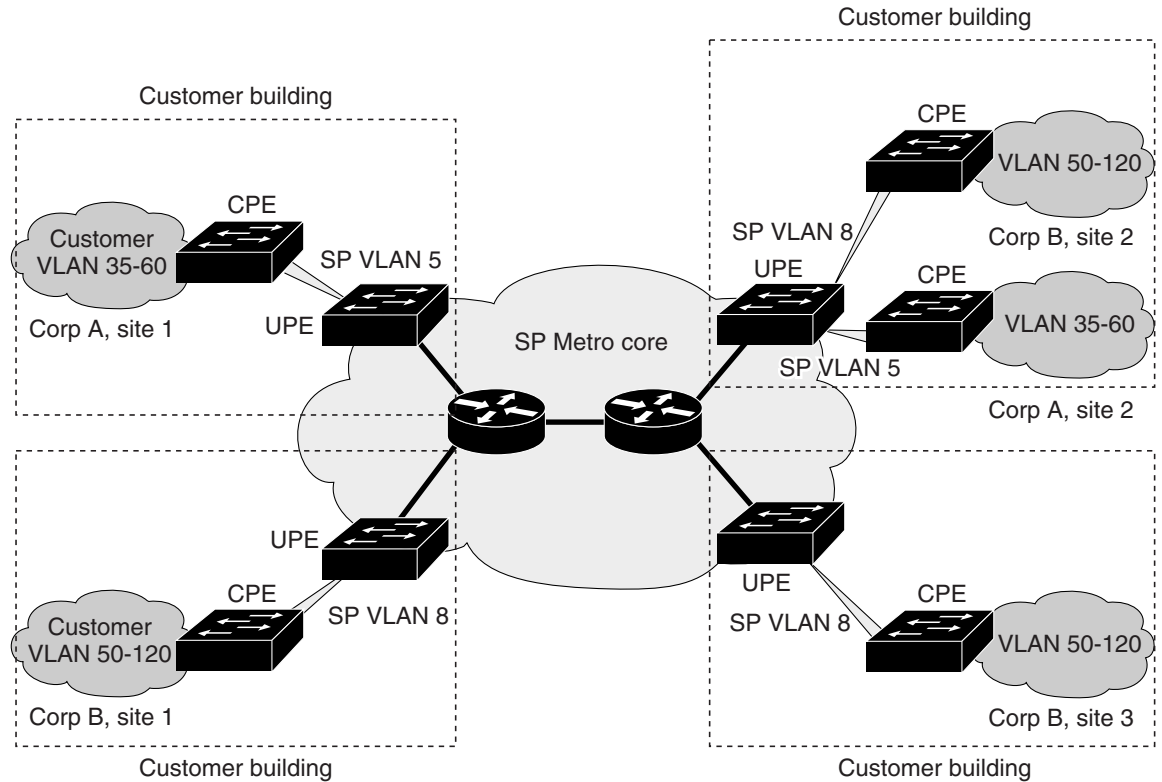 Customer building
Customer building
CPE
VLAN 50-120
SP VLAN 8
Corp B, site 2
CPE
Customer
VLAN 35-60
SP VLAN 5
UPE
CPE
Corp A, site 1
UPE
SP Metro core
VLAN 35-60
SP VLAN 5
Corp A, site 2
UPE
CPE
SP VLAN 8
Customer
VLAN 50-120
Corp B, site 1
UPE
CPE
SP VLAN 8
VLAN 50-120
Corp B, site 3
Customer building
Customer building